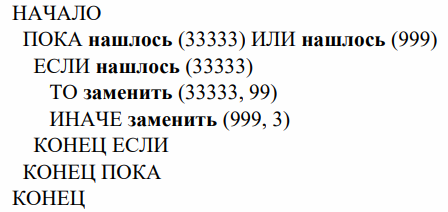 НАЧАЛО
ПОКА нашлось (33333) ИЛИ нашлось (999)
ЕСЛИ нашлось (33333)
ТО заменить (33333, 99)
ИНАЧЕ заменить (999, 3)
КОНЕЦ ЕСЛИ
КОНЕЦ ПОКА
КОНЕЦ